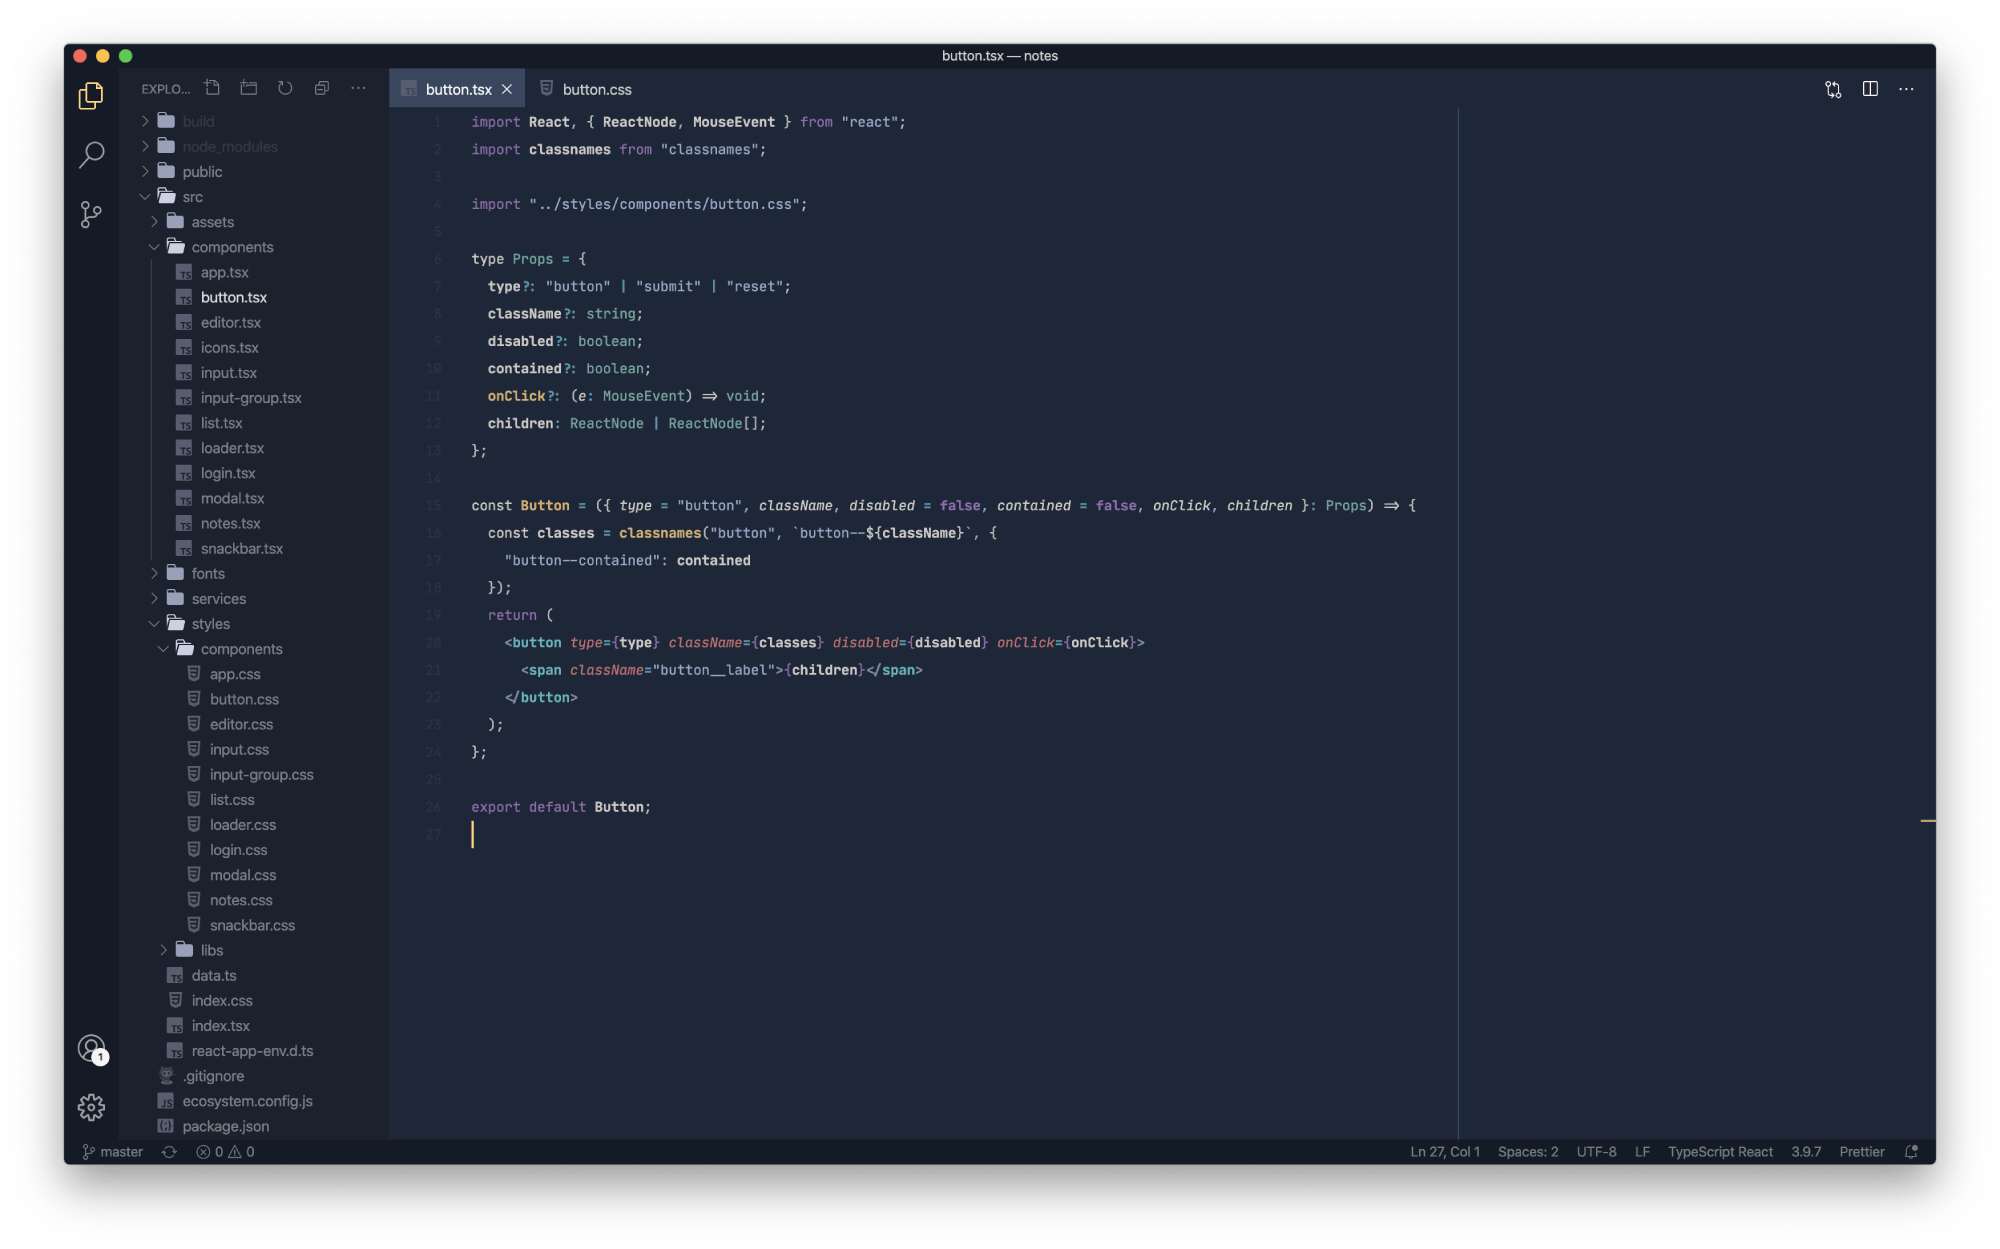 button.tsx — notes
EXPLO...
build
node_modules
public
src
assets
components
app.tsx
button.tsx
editor.tsx
icons.tsx
input.tsx
input-group.tsx
list.tsx
loader.tsx
login.tsx
modal.tsx
notes.tsx
snackbar.tsx
fonts
services
styles
components
app.css
button.css
editor.css
input.css
input-group.css
list.css
loader.css
login.css
modal.css
notes.css
snackbar.css
libs
data.ts
index.css
index.tsx
react-app-env.d.ts
.gitignore
ecosystem.config.js
package.json
1
button.tsx
button.css
1 import React, { ReactNode, MouseEvent } from "react";
2 import classnames from "classnames";
3
4 import "../styles/components/button.css";
5
6 type Props = {
7   type?: "button" | "submit" | "reset";
8   className?: string;
9   disabled?: boolean;
10   contained?: boolean;
11   onClick?: (e: MouseEvent) => void;
12   children: ReactNode | ReactNode[];
13 };
14
15 const Button = ({ type = "button", className, disabled = false, contained = false, onClick, children }: Props) => {
16   const classes = classnames("button", `button--${className}`, {
17     "button--contained": contained
18   });
19   return (
20     <button type={type} className={classes} disabled={disabled} onClick={onClick}>
21       <span className="button__label">{children}</span>
22     </button>
23   );
24 };
25
26 export default Button;
27
master 0 0 Ln 27, Col 1 Spaces: 2 UTF-8 LF TypeScript React 3.9.7 Prettier